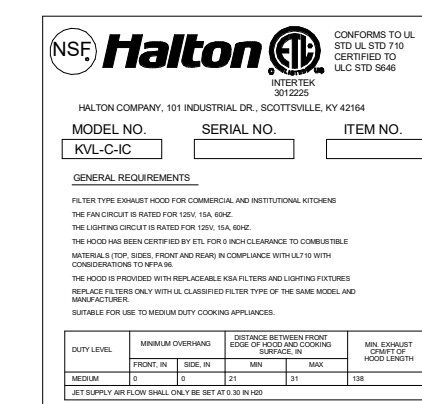 NSF® Halton
ETL LISTED US
CONFORMS TO UL
STD UL STD 710
CERTIFIED TO
ULC STD S646
INTERTEK
3012225
HALTON COMPANY, 101 INDUSTRIAL DR., SCOTTSVILLE, KY 42164
MODEL NO. SERIAL NO. ITEM NO.
KVL-C-IC
GENERAL REQUIREMENTS
FILTER TYPE EXHAUST HOOD FOR COMMERCIAL AND INSTITUTIONAL KITCHENS
THE FAN CIRCUIT IS RATED FOR 125V, 15A, 60HZ.
THE LIGHTING CIRCUIT IS RATED FOR 125V, 15A, 60HZ.
THE HOOD HAS BEEN CERTIFIED BY ETL FOR 0 INCH CLEARANCE TO COMBUSTIBLE
MATERIALS (TOP, SIDES, FRONT AND REAR) IN COMPLIANCE WITH UL710 WITH
CONSIDERATIONS TO NFPA 96.
THE HOOD IS PROVIDED WITH REPLACEABLE KSA FILTERS AND LIGHTING FIXTURES
REPLACE FILTERS ONLY WITH UL CLASSIFIED FILTER TYPE OF THE SAME MODEL AND
MANUFACTURER.
SUITABLE FOR USE TO MEDIUM DUTY COOKING APPLIANCES.
DUTY LEVEL
MINIMUM OVERHANG
DISTANCE BETWEEN FRONT
EDGE OF HOOD AND COOKING
SURFACE, IN
MIN. EXHAUST
CFM/FT OF
HOOD LENGTH
FRONT, IN SIDE, IN MIN MAX
MEDIUM 0 0 21 31 138
JET SUPPLY AIR FLOW SHALL ONLY BE SET AT 0.30 IN H20